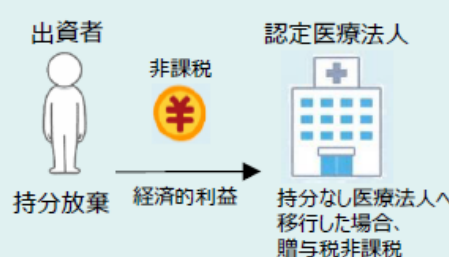 出資者
認定医療法人
非課税
¥
持分放棄
経済的利益
持分なし医療法人へ
移行した場合、
贈与税非課税